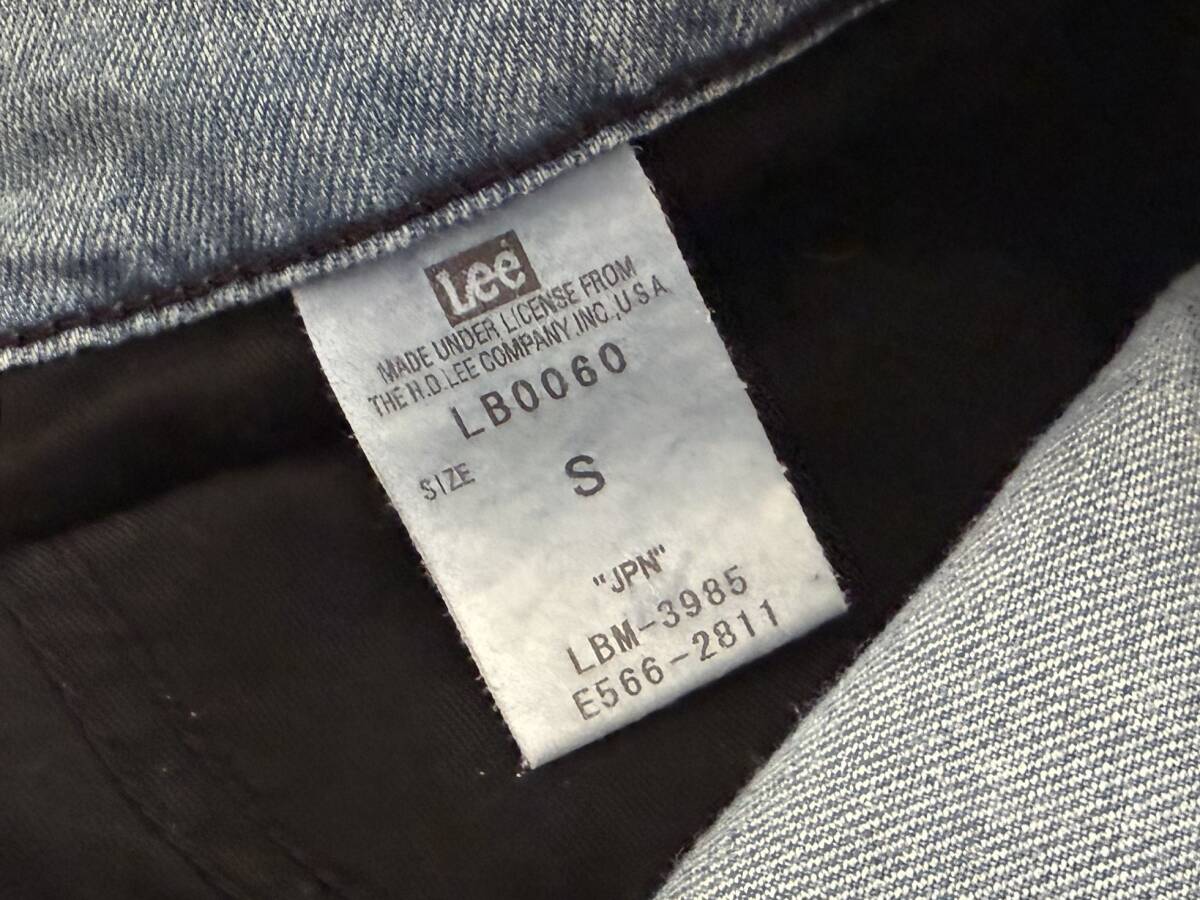 Lee
MADE UNDER LICENSE FROM
THE H.D.LEE COMPANY,INC.,U.S.A
LB0060
SIZE S
"JPN"
LBM-3985
E566-2811